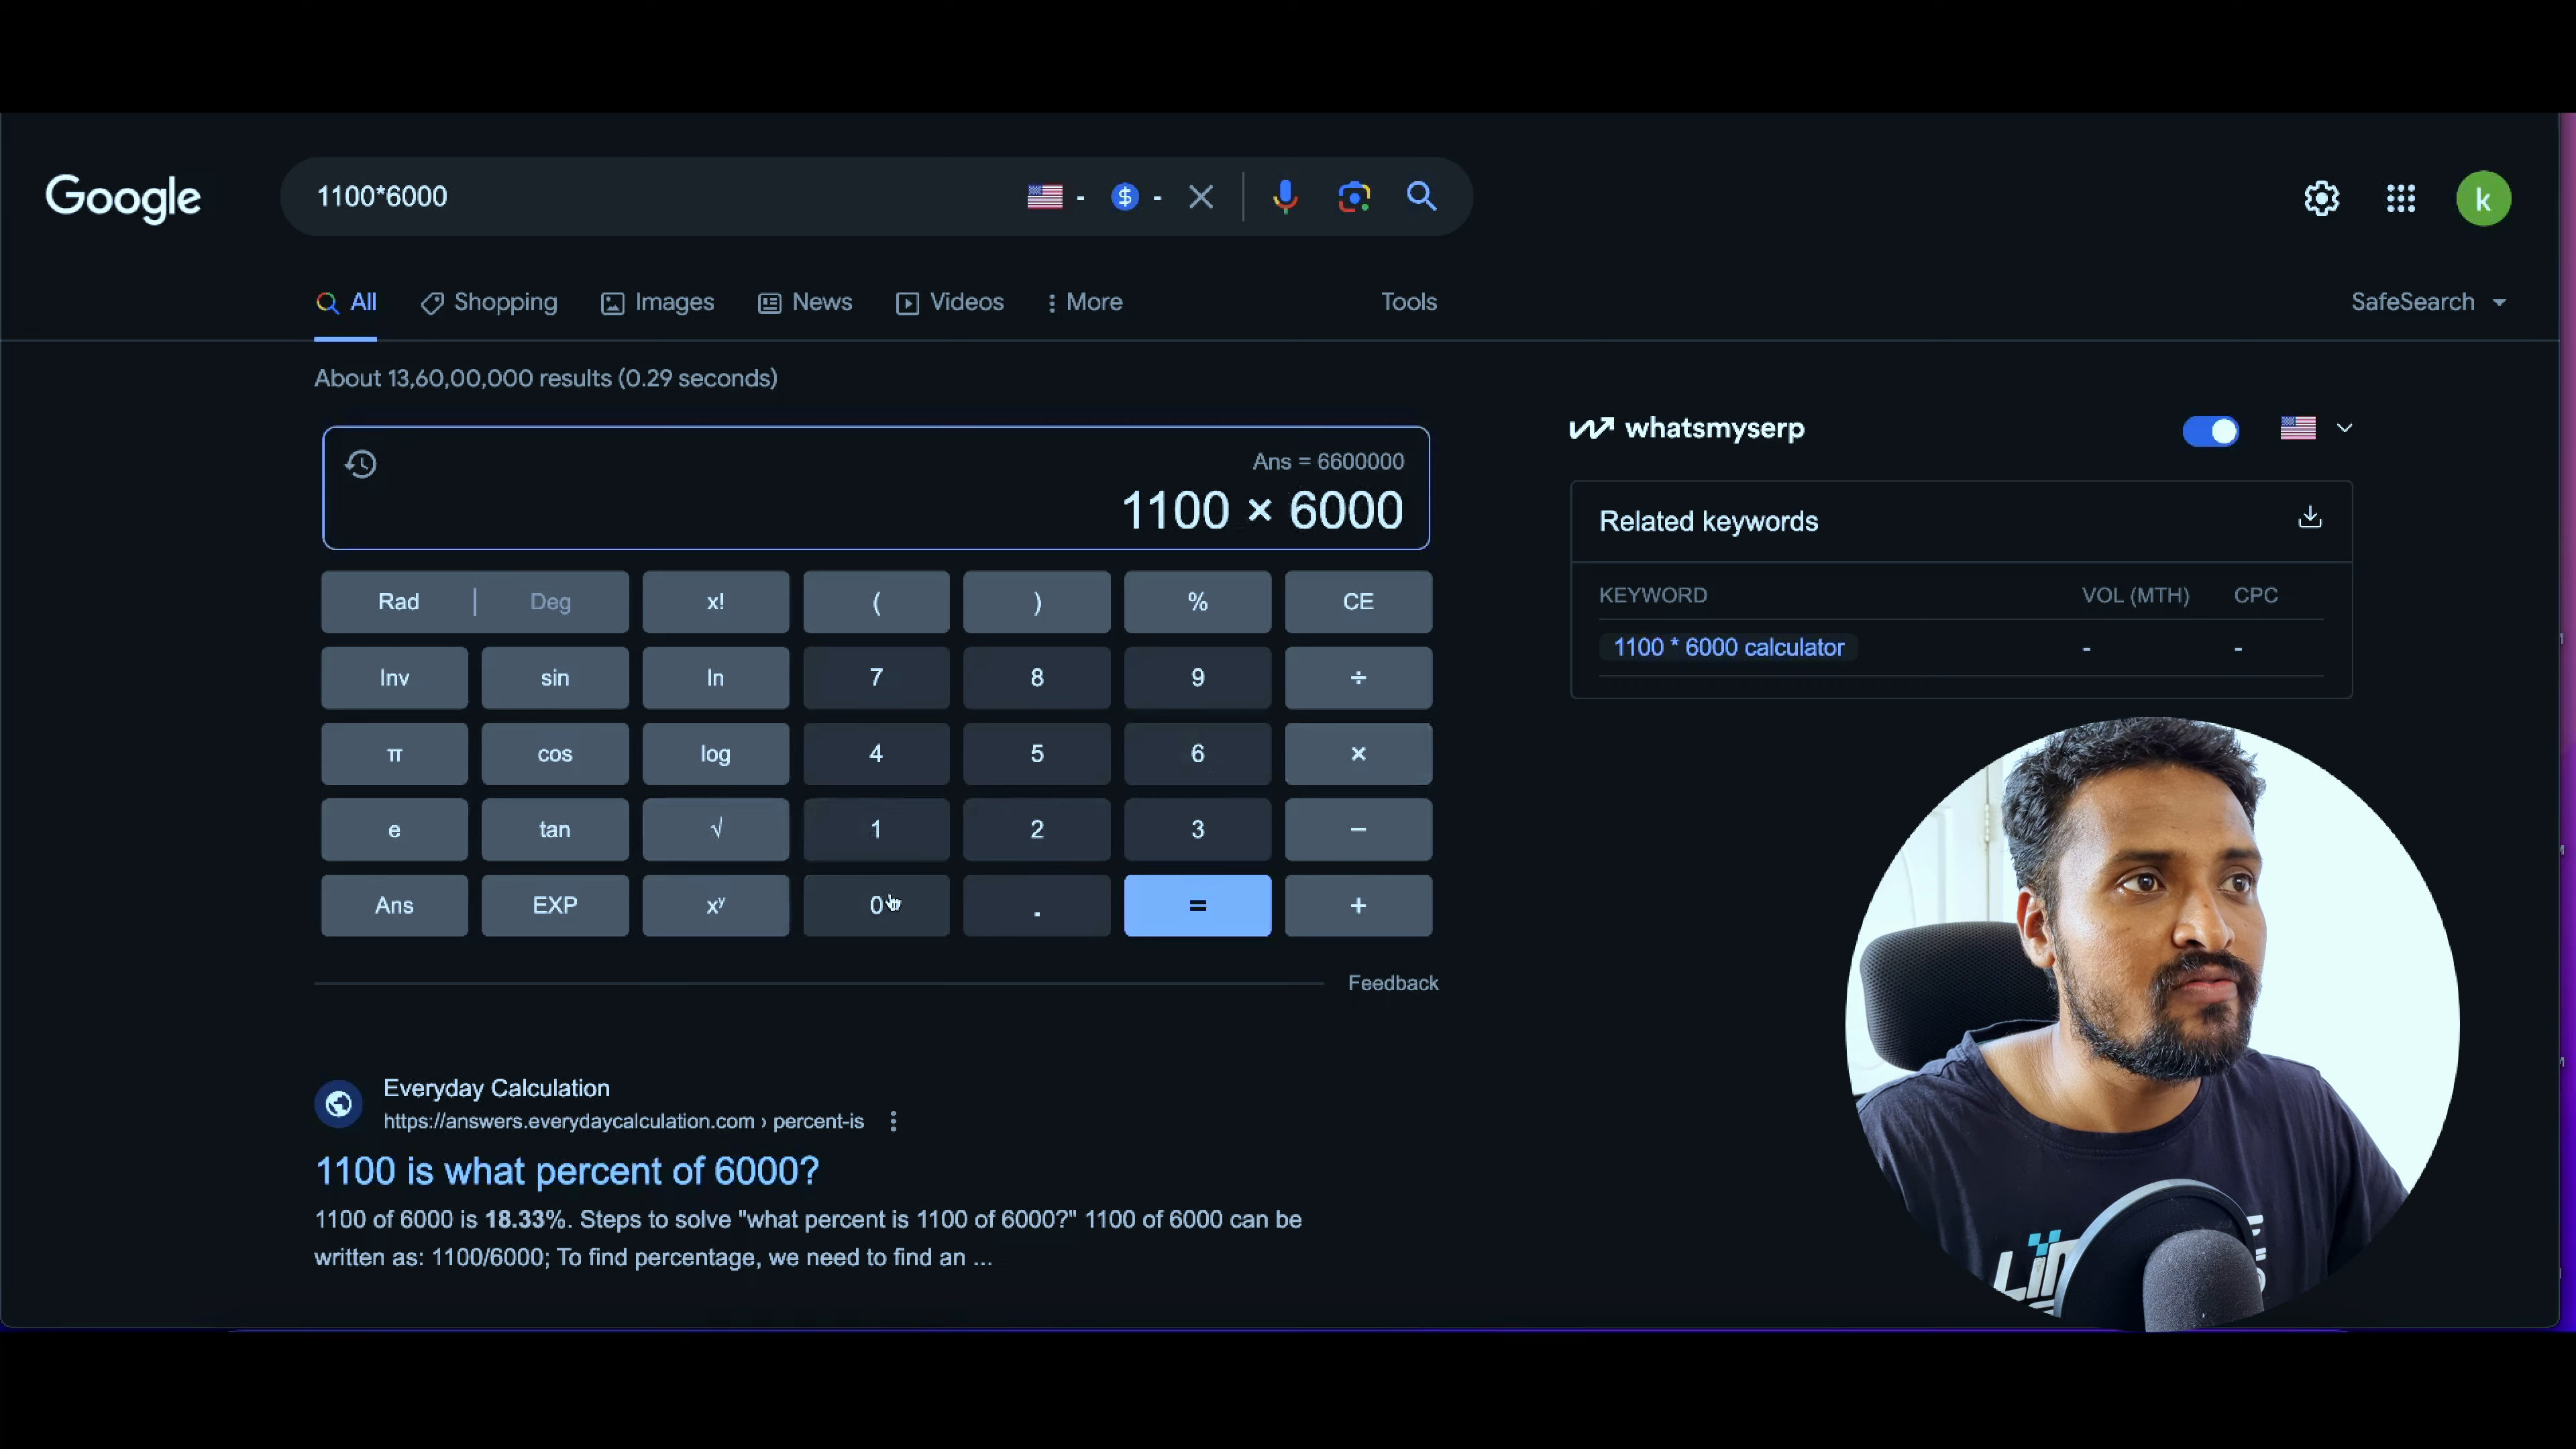 Google
1100*6000
- $ -
k
All Shopping Images News Videos More Tools SafeSearch
About 13,60,00,000 results (0.29 seconds)
Ans = 6600000
1100 × 6000
Rad | Deg x! ( ) % CE
Inv sin ln 7 8 9 ÷
π cos log 4 5 6 ×
e tan √ 1 2 3 −
Ans EXP xʸ 0 . = +
Feedback
Everyday Calculation
https://answers.everydaycalculation.com › percent-is
1100 is what percent of 6000?
1100 of 6000 is 18.33%. Steps to solve "what percent is 1100 of 6000?" 1100 of 6000 can be
written as: 1100/6000; To find percentage, we need to find an ...
whatsmyserp
Related keywords
KEYWORD VOL (MTH) CPC
1100 * 6000 calculator - -